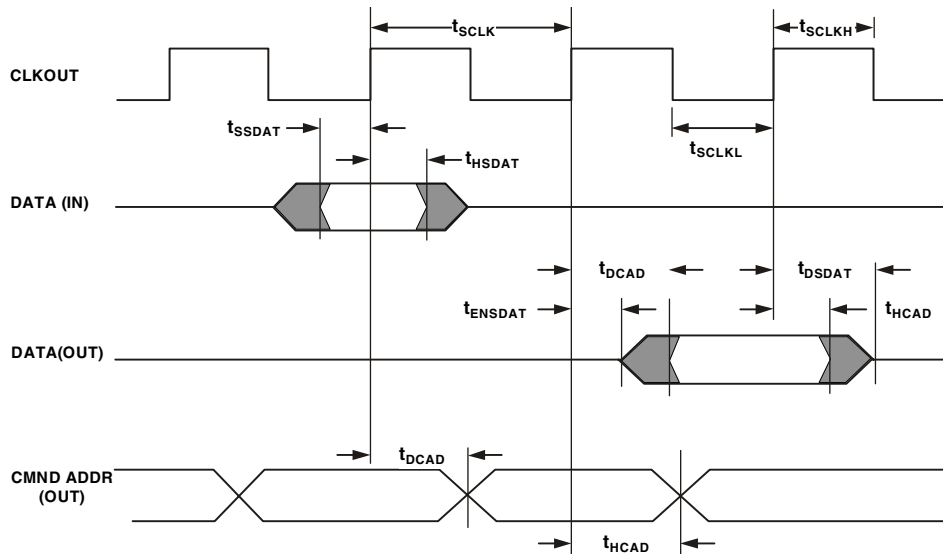 tSCLK
tSCLKH
CLKOUT
tSSDAT
tSCLKL
tHSDAT
DATA (IN)
tDCAD
tDSDAT
tENSDAT
tHCAD
DATA(OUT)
tDCAD
CMND ADDR
(OUT)
tHCAD